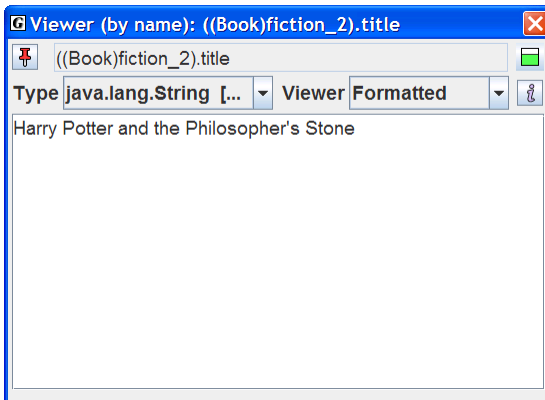 G Viewer (by name): ((Book)fiction_2).title
((Book)fiction_2).title
Type java.lang.String [... Viewer Formatted i
Harry Potter and the Philosopher's Stone